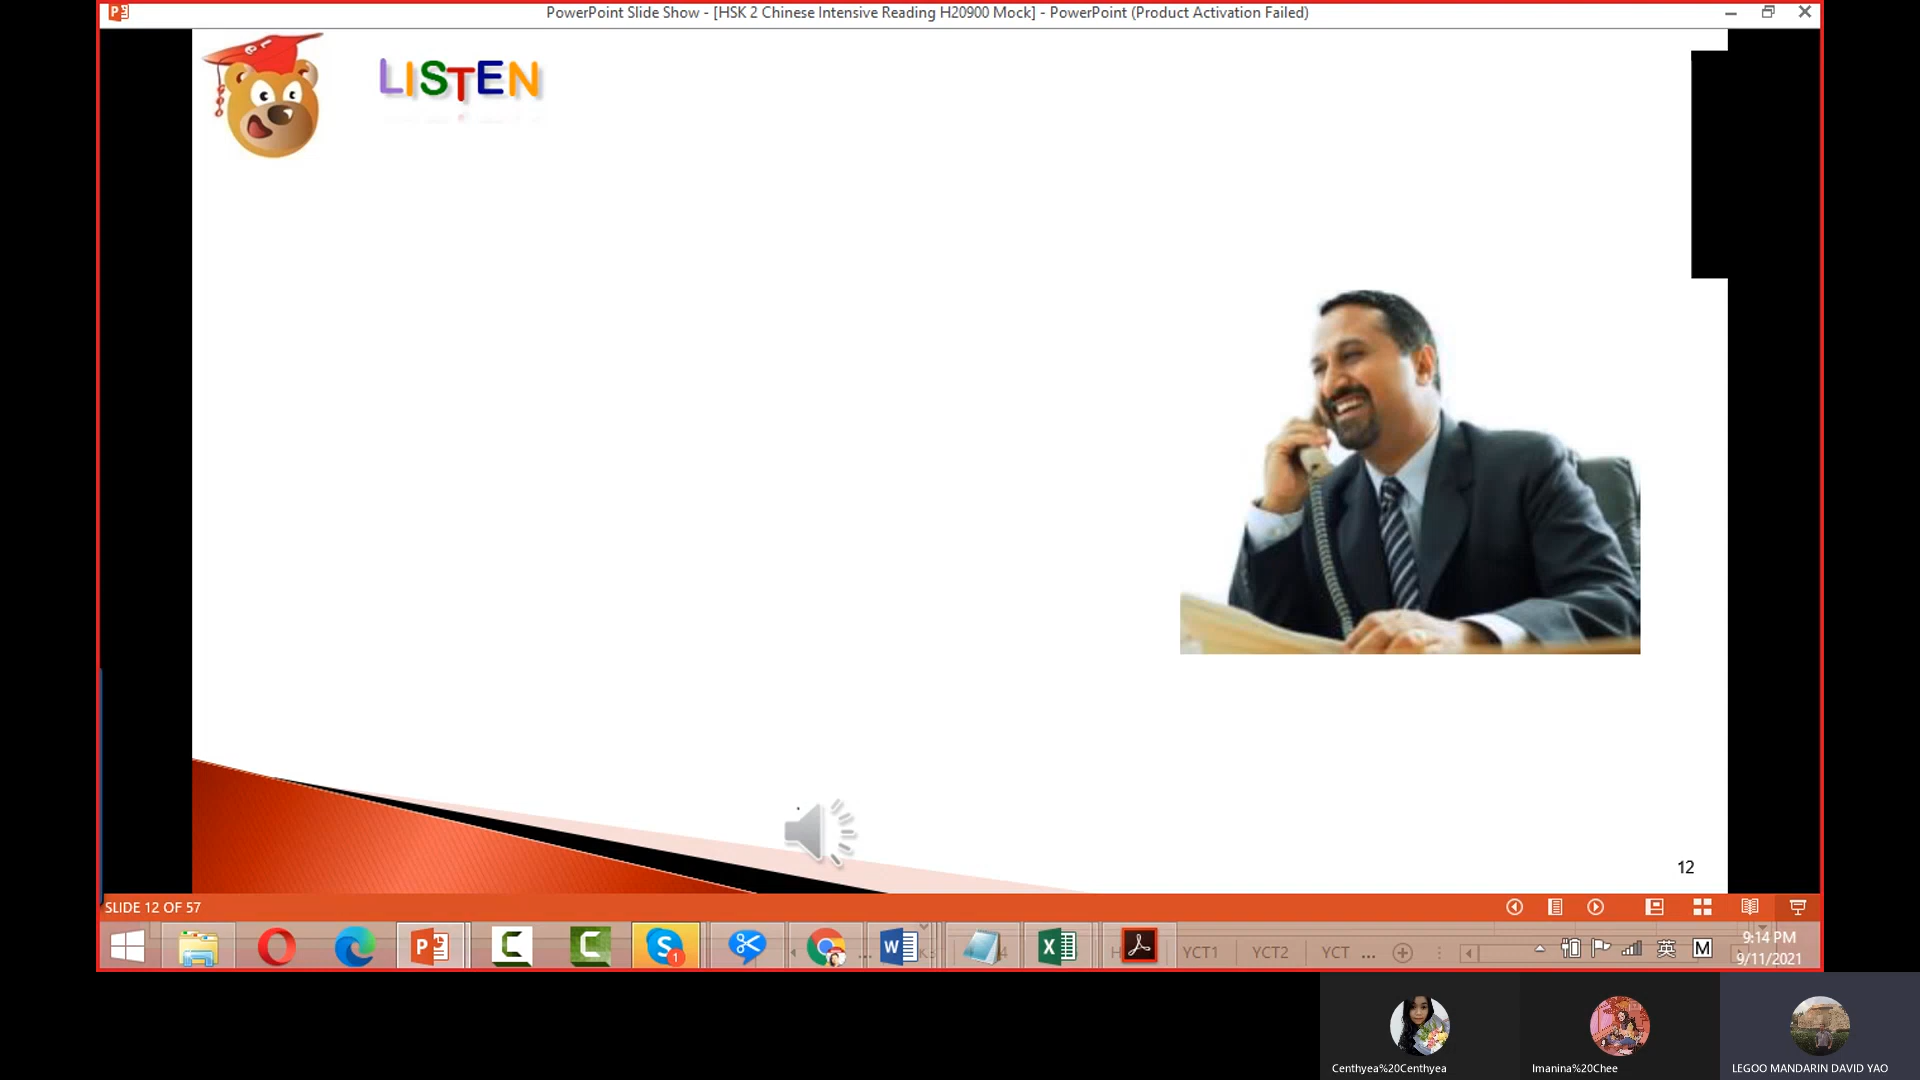 PowerPoint Slide Show - [HSK 2 Chinese Intensive Reading H20900 Mock] - PowerPoint (Product Activation Failed)
LISTEN
12
SLIDE 12 OF 57
YCT1
YCT2
YCT ...
英
M
9:14 PM
9/11/2021
Centhyea%20Centhyea
Imanina%20Chee
LEGOO MANDARIN DAVID YAO